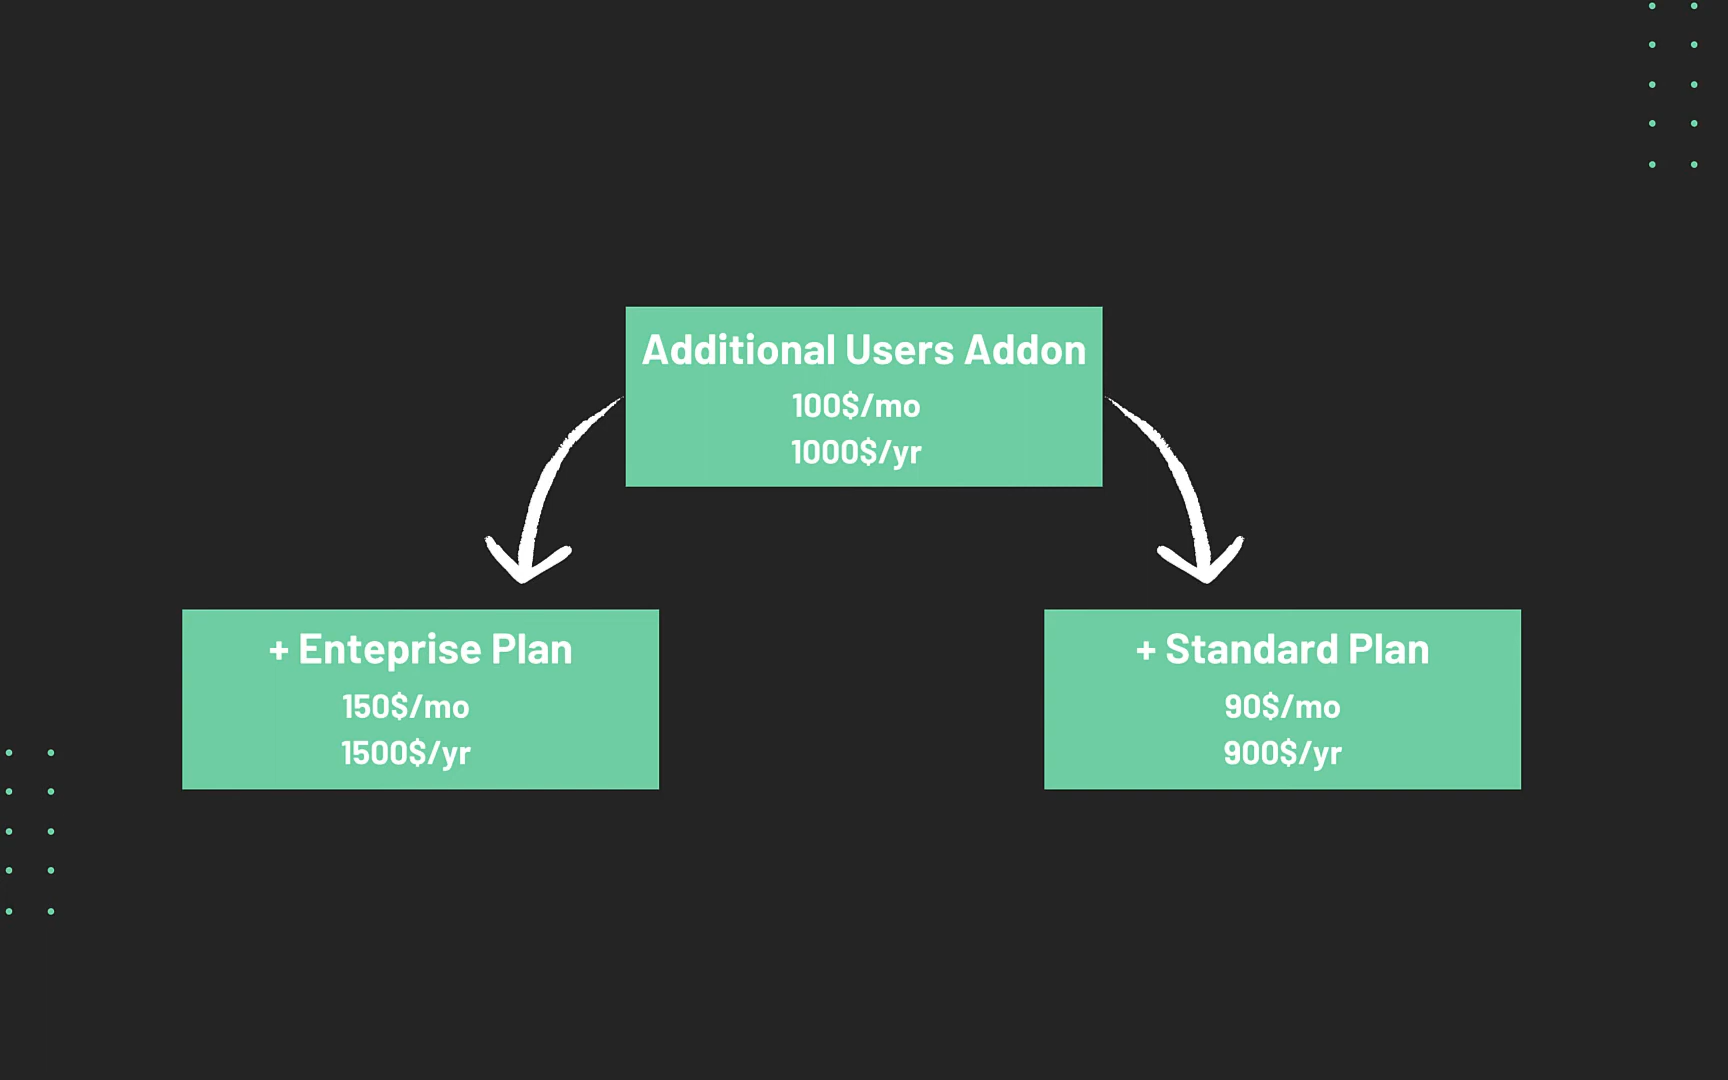 Additional Users Addon
100$/mo
1000$/yr
+ Enteprise Plan
150$/mo
1500$/yr
+ Standard Plan
90$/mo
900$/yr